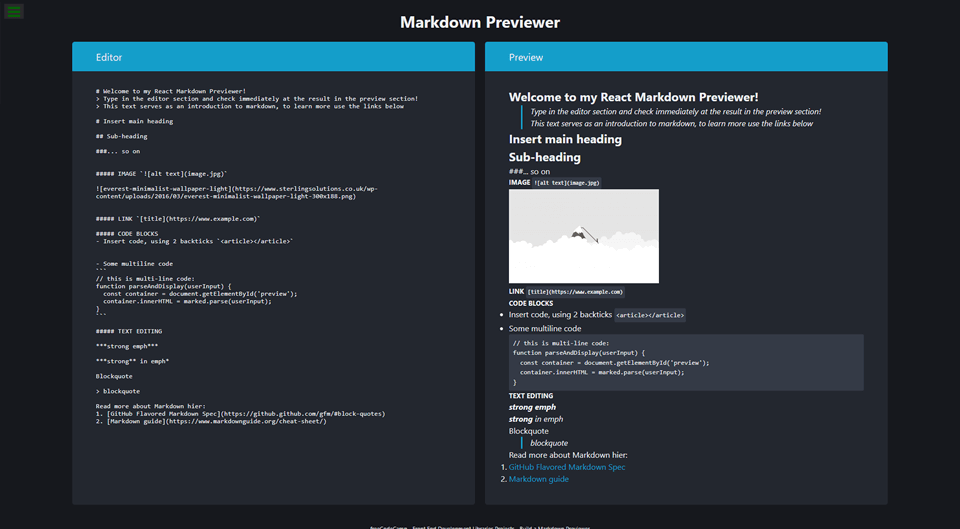 Markdown Previewer
Editor
# Welcome to my React Markdown Previewer!
> Type in the editor section and check immediately at the result in the preview section!
> This text serves as an introduction to markdown, to learn more use the links below
# Insert main heading
## Sub-heading
###... so on
##### IMAGE `![alt text](image.jpg)`
![everest-minimalist-wallpaper-light](https://www.sterlingsolutions.co.uk/wp-
content/uploads/2016/03/everest-minimalist-wallpaper-light-300x188.png)
##### LINK `[title](https://www.example.com)`
##### CODE BLOCKS
- Insert code, using 2 backticks `<article></article>`
- Some multiline code
```
// this is multi-line code:
function parseAndDisplay(userInput) {
  const container = document.getElementById('preview');
  container.innerHTML = marked.parse(userInput);
}
```
##### TEXT EDITING
***strong emph***
***strong** in emph*
Blockquote
> blockquote
Read more about Markdown hier:
1. [GitHub Flavored Markdown Spec](https://github.github.com/gfm/#block-quotes)
2. [Markdown guide](https://www.markdownguide.org/cheat-sheet/)
Preview
Welcome to my React Markdown Previewer!
Type in the editor section and check immediately at the result in the preview section!
This text serves as an introduction to markdown, to learn more use the links below
Insert main heading
Sub-heading
###... so on
IMAGE ![alt text](image.jpg)
LINK [title](https://www.example.com)
CODE BLOCKS
Insert code, using 2 backticks <article></article>
Some multiline code
// this is multi-line code:
function parseAndDisplay(userInput) {
  const container = document.getElementById('preview');
  container.innerHTML = marked.parse(userInput);
}
TEXT EDITING
strong emph
strong in emph
Blockquote
blockquote
Read more about Markdown hier:
1. GitHub Flavored Markdown Spec
2. Markdown guide